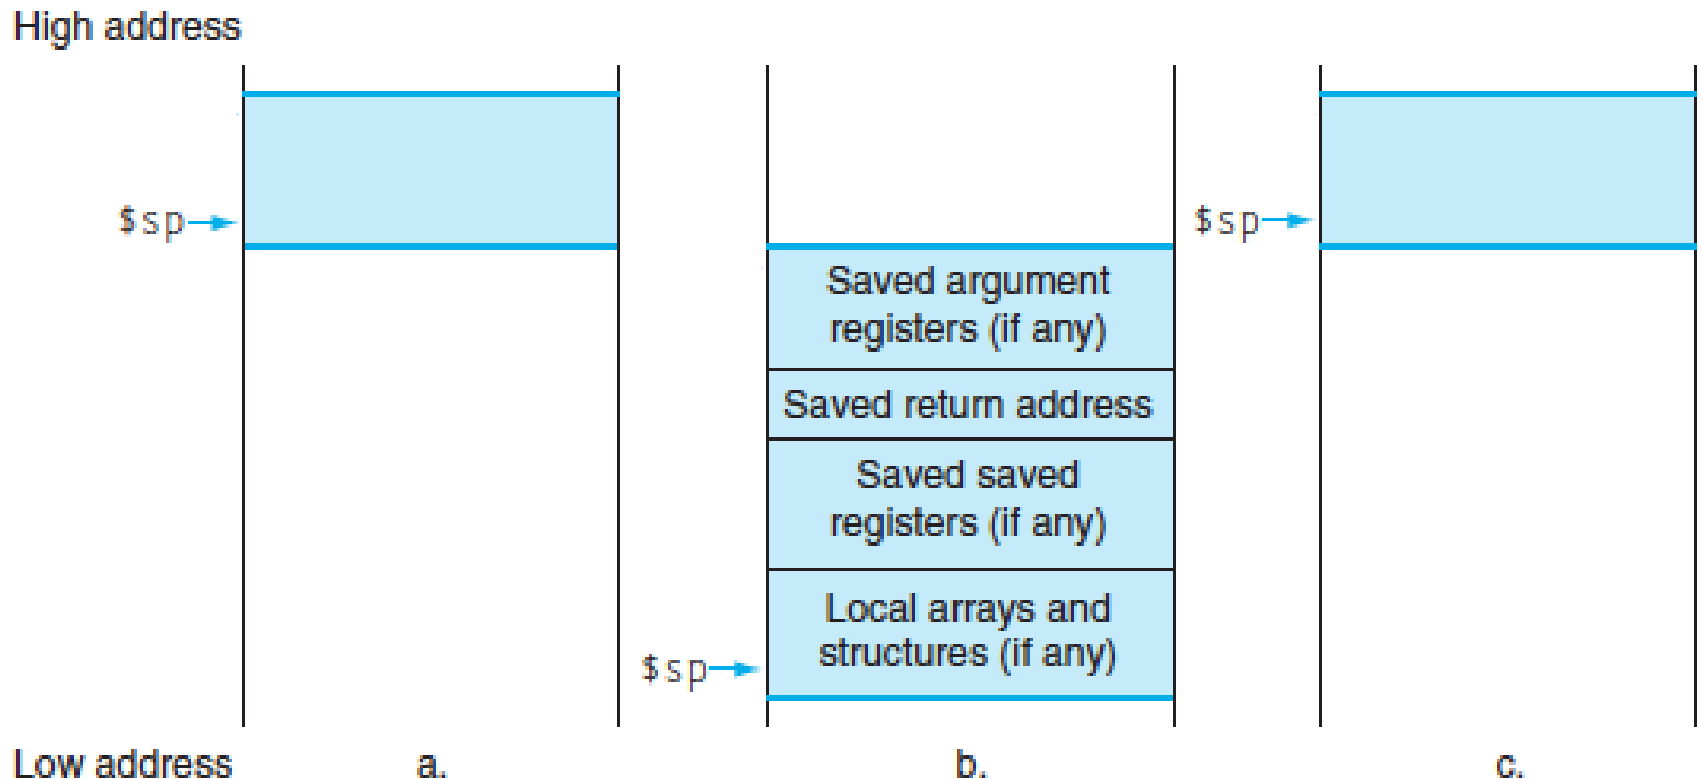 High address
$sp
$sp
Saved argument
registers (if any)
Saved return address
Saved saved
registers (if any)
Local arrays and
structures (if any)
$sp
Low address
a.
b.
c.